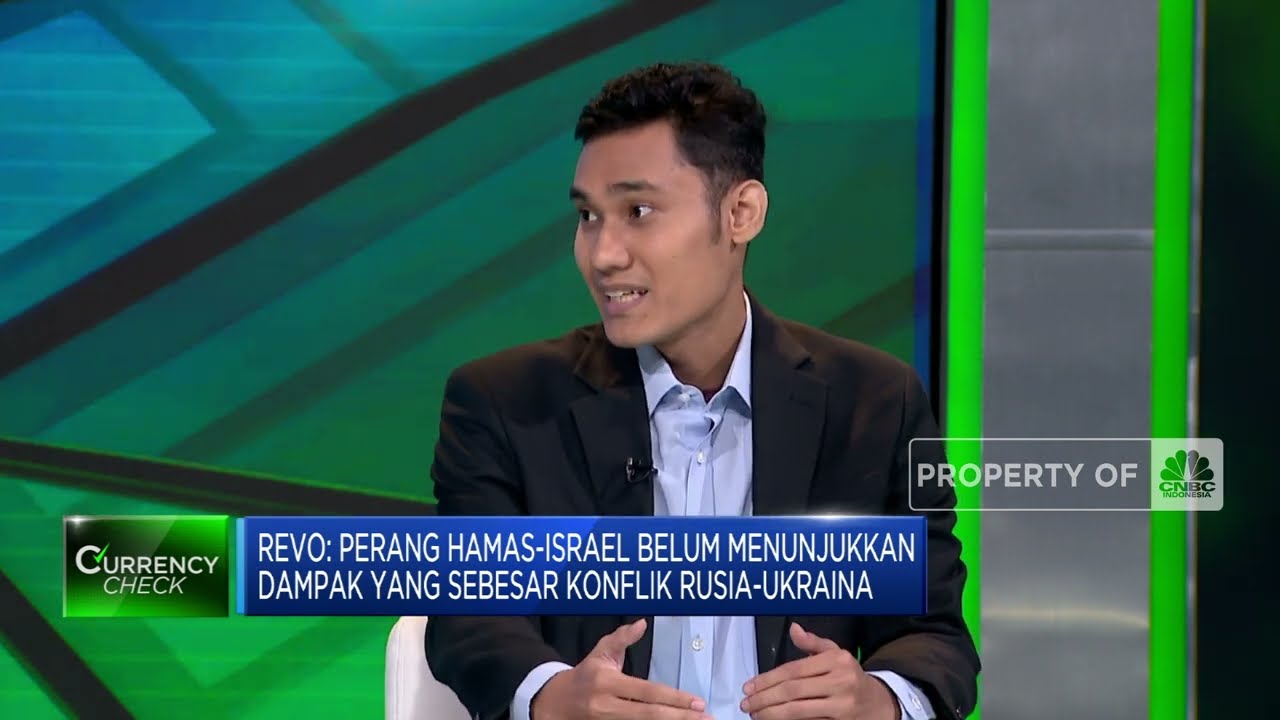 PROPERTY OF
CNBC
INDONESIA
CURRENCY
CHECK
REVO: PERANG HAMAS-ISRAEL BELUM MENUNJUKKAN
DAMPAK YANG SEBESAR KONFLIK RUSIA-UKRAINA